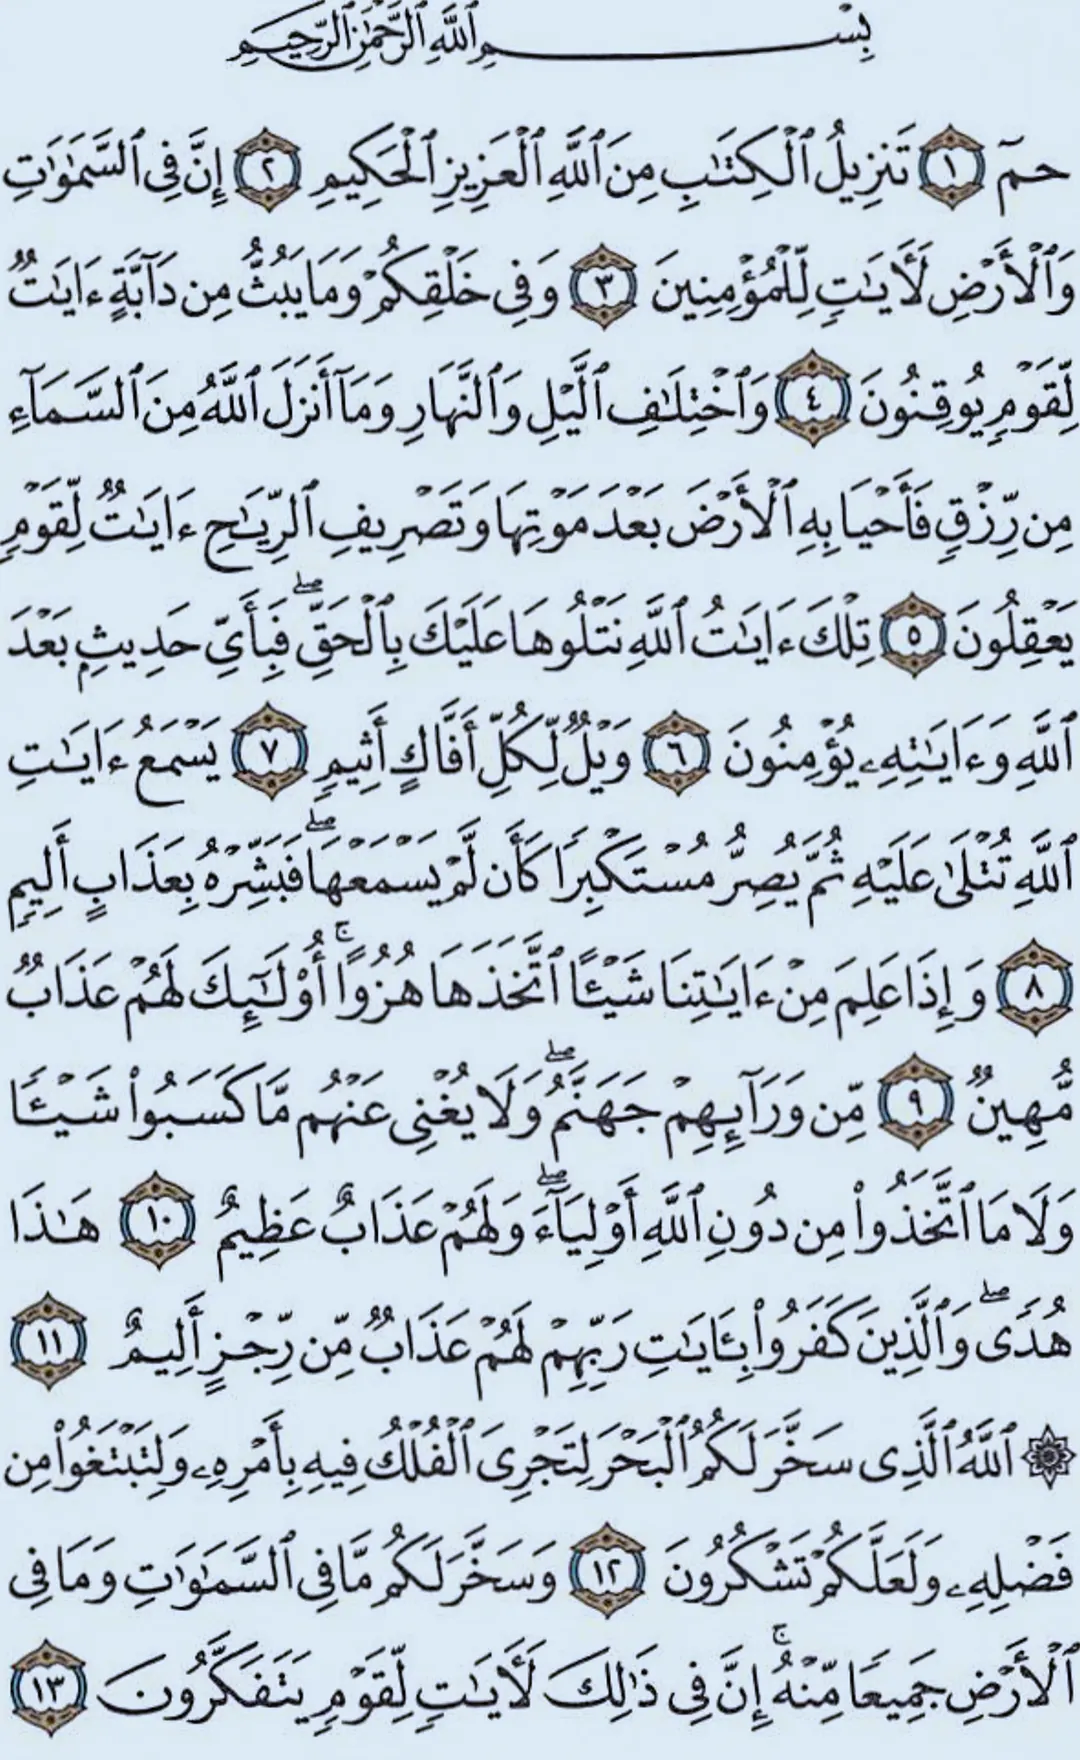 بِسْمِ ٱللَّهِ ٱلرَّحْمَٰنِ ٱلرَّحِيمِ
حمٓ ١ تَنزِيلُ ٱلْكِتَٰبِ مِنَ ٱللَّهِ ٱلْعَزِيزِ ٱلْحَكِيمِ ٢ إِنَّ فِى ٱلسَّمَٰوَٰتِ
وَٱلْأَرْضِ لَأٓيَٰتٍ لِّلْمُؤْمِنِينَ ٣ وَفِى خَلْقِكُمْ وَمَا يَبُثُّ مِن دَآبَّةٍ ءَايَٰتٌ
لِّقَوْمٍ يُوقِنُونَ ٤ وَٱخْتِلَٰفِ ٱلَّيْلِ وَٱلنَّهَارِ وَمَآ أَنزَلَ ٱللَّهُ مِنَ ٱلسَّمَآءِ
مِن رِّزْقٍ فَأَحْيَا بِهِ ٱلْأَرْضَ بَعْدَ مَوْتِهَا وَتَصْرِيفِ ٱلرِّيَٰحِ ءَايَٰتٌ لِّقَوْمٍ
يَعْقِلُونَ ٥ تِلْكَ ءَايَٰتُ ٱللَّهِ نَتْلُوهَا عَلَيْكَ بِٱلْحَقِّ ۖ فَبِأَىِّ حَدِيثٍۭ بَعْدَ
ٱللَّهِ وَءَايَٰتِهِۦ يُؤْمِنُونَ ٦ وَيْلٌ لِّكُلِّ أَفَّاكٍ أَثِيمٍ ٧ يَسْمَعُ ءَايَٰتِ
ٱللَّهِ تُتْلَىٰ عَلَيْهِ ثُمَّ يُصِرُّ مُسْتَكْبِرًا كَأَن لَّمْ يَسْمَعْهَا ۖ فَبَشِّرْهُ بِعَذَابٍ أَلِيمٍ
٨ وَإِذَا عَلِمَ مِنْ ءَايَٰتِنَا شَيْـًٔا ٱتَّخَذَهَا هُزُوًا ۚ أُو۟لَٰٓئِكَ لَهُمْ عَذَابٌ
مُّهِينٌ ٩ مِّن وَرَآئِهِمْ جَهَنَّمُ ۖ وَلَا يُغْنِى عَنْهُم مَّا كَسَبُوا۟ شَيْـًٔا
وَلَا مَا ٱتَّخَذُوا۟ مِن دُونِ ٱللَّهِ أَوْلِيَآءَ ۖ وَلَهُمْ عَذَابٌ عَظِيمٌ ١٠ هَٰذَا
هُدًى ۖ وَٱلَّذِينَ كَفَرُوا۟ بِـَٔايَٰتِ رَبِّهِمْ لَهُمْ عَذَابٌ مِّن رِّجْزٍ أَلِيمٌ ١١
۞ ٱللَّهُ ٱلَّذِى سَخَّرَ لَكُمُ ٱلْبَحْرَ لِتَجْرِىَ ٱلْفُلْكُ فِيهِ بِأَمْرِهِۦ وَلِتَبْتَغُوا۟ مِن
فَضْلِهِۦ وَلَعَلَّكُمْ تَشْكُرُونَ ١٢ وَسَخَّرَ لَكُم مَّا فِى ٱلسَّمَٰوَٰتِ وَمَا فِى
ٱلْأَرْضِ جَمِيعًا مِّنْهُ ۚ إِنَّ فِى ذَٰلِكَ لَأٓيَٰتٍ لِّقَوْمٍ يَتَفَكَّرُونَ ١٣